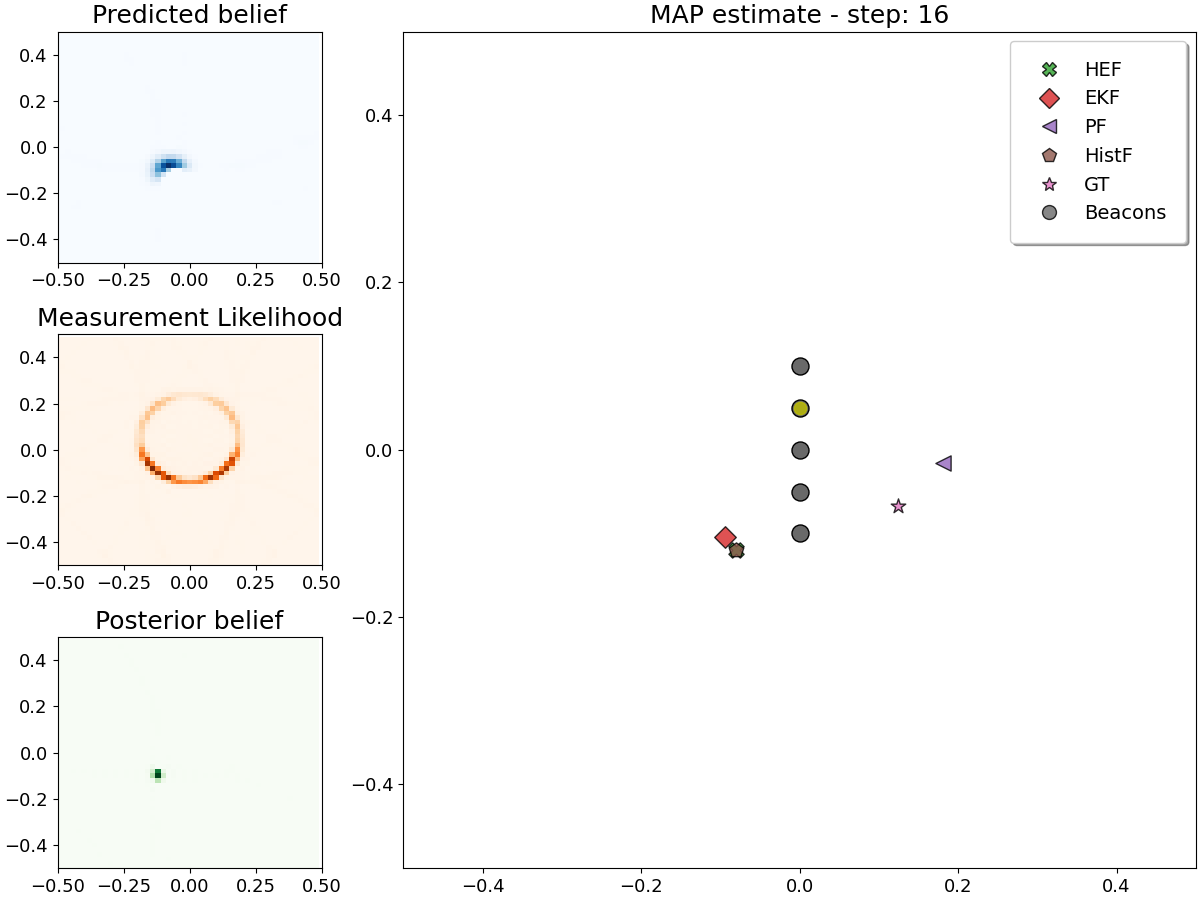 Predicted belief
0.4
0.2
0.0
−0.2
−0.4
−0.50 −0.25 0.00 0.25 0.50
Measurement Likelihood
0.4
0.2
0.0
−0.2
−0.4
−0.50 −0.25 0.00 0.25 0.50
Posterior belief
0.4
0.2
0.0
−0.2
−0.4
−0.50 −0.25 0.00 0.25 0.50
MAP estimate - step: 16
HEF
EKF
PF
HistF
GT
Beacons
0.4
0.2
0.0
−0.2
−0.4
−0.4 −0.2 0.0 0.2 0.4